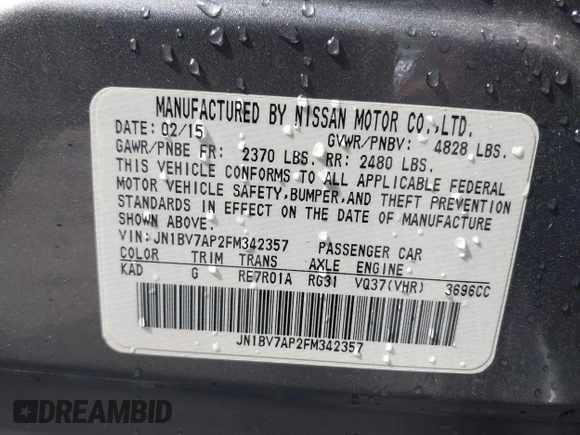 MANUFACTURED BY NISSAN MOTOR CO.,LTD.
DATE: 02/15 GVWR/PNBV: 4828 LBS.
GAWR/PNBE FR: 2370 LBS. RR: 2480 LBS.
THIS VEHICLE CONFORMS TO ALL APPLICABLE FEDERAL
MOTOR VEHICLE SAFETY,BUMPER,AND THEFT PREVENTION
STANDARDS IN EFFECT ON THE DATE OF MANUFACTURE
SHOWN ABOVE.
VIN:JN1BV7AP2FM342357 PASSENGER CAR
COLOR TRIM TRANS AXLE ENGINE
KAD G RE7R01A RG31 VQ37(VHR) 3696CC
JN1BV7AP2FM342357
DREAMBID